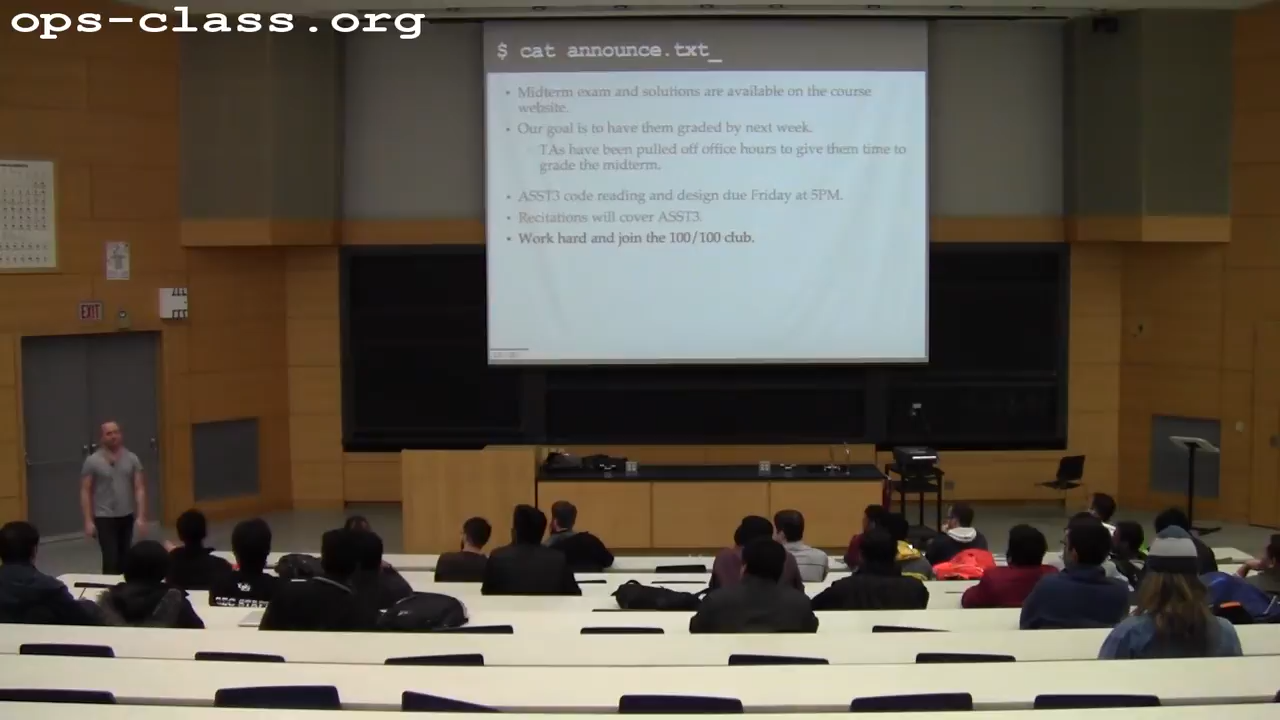 ops-class.org
$ cat announce.txt_
• Midterm exam and solutions are available on the course
website.
• Our goal is to have them graded by next week.
TAs have been pulled off office hours to give them time to
grade the midterm.
• ASST3 code reading and design due Friday at 5PM.
• Recitations will cover ASST3.
• Work hard and join the 100/100 club.
EXIT